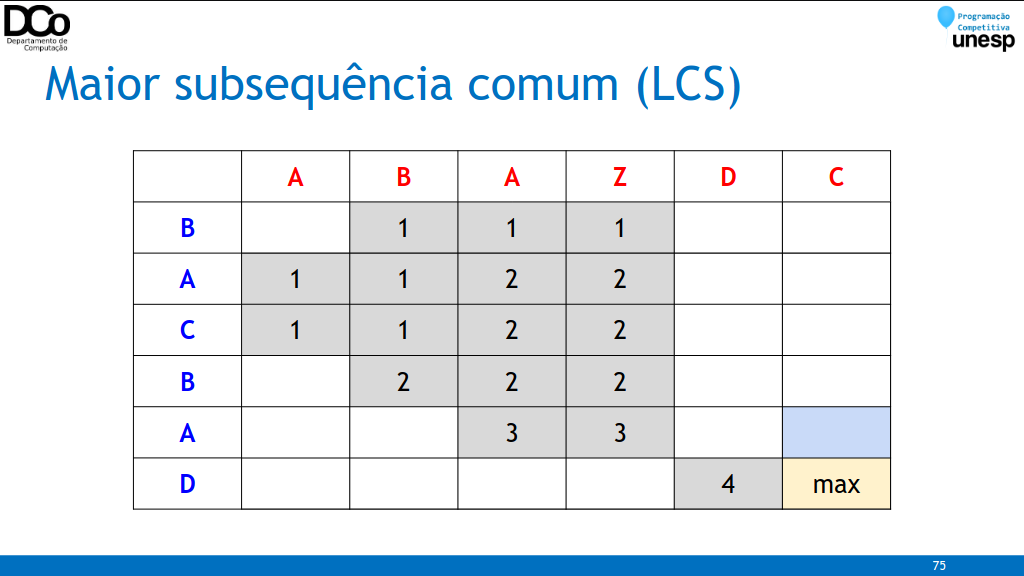 DCo
Departamento de
Computação
Programação
Competitiva
unesp
Maior subsequência comum (LCS)
A B A Z D C
B 1 1 1
A 1 1 2 2
C 1 1 2 2
B 2 2 2
A 3 3
D 4 max
75